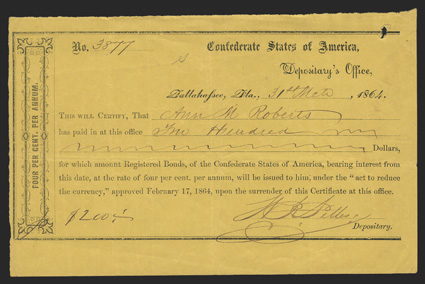 No. 3877
Confederate States of America,
Depositary's Office,
Tallahassee, Fla., 31st Mch, 1864.
THIS WILL CERTIFY, That Ann M Roberts
has paid in at this office Two Hundred
Dollars,
for which amount Registered Bonds, of the Confederate States of America, bearing interest from
this date, at the rate of four per cent. per annum, will be issued to him, under the "act to reduce
the currency," approved February 17, 1864, upon the surrender of this Certificate at this office.
$200
Depositary.
FOUR PER CENT. PER ANNUM.